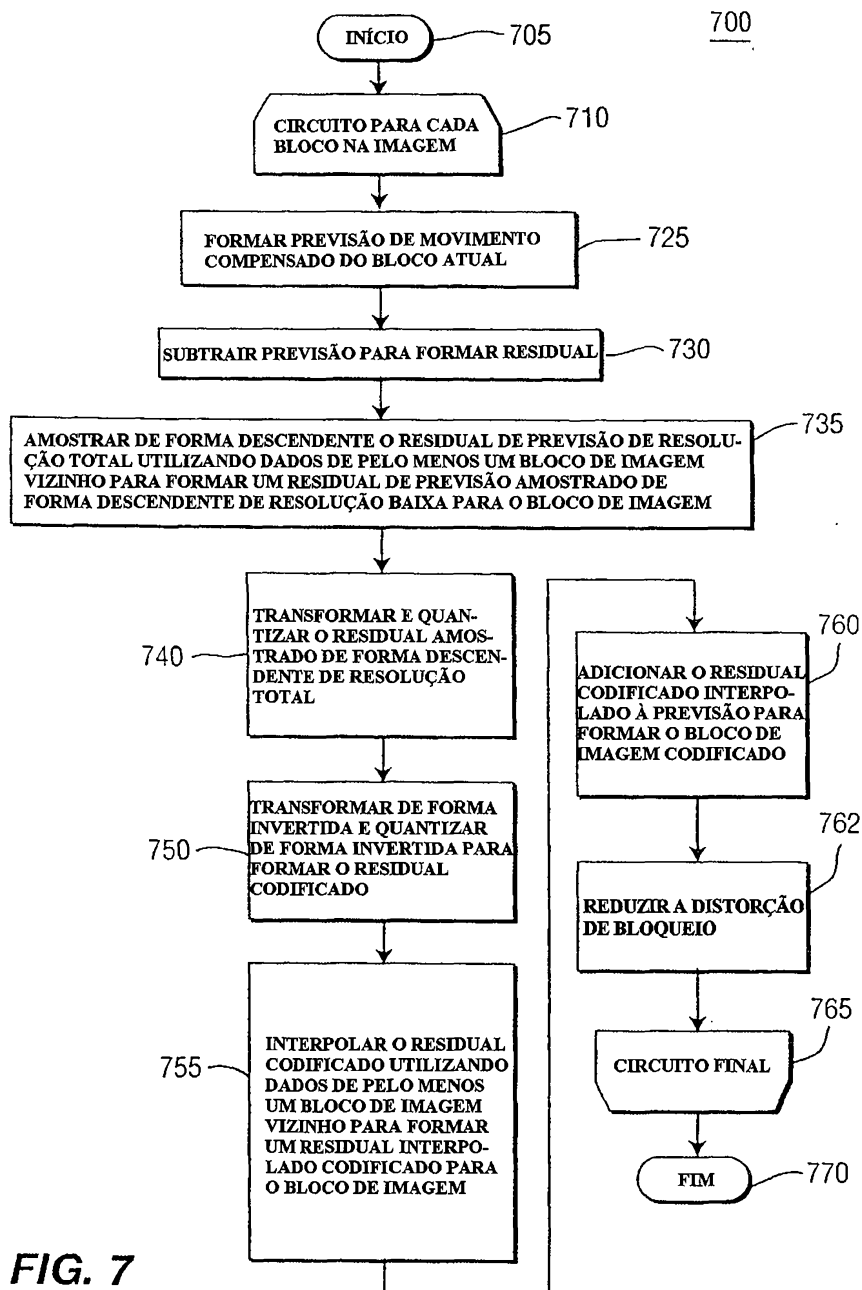 700
INÍCIO
705
CIRCUITO PARA CADA
BLOCO NA IMAGEM
710
FORMAR PREVISÃO DE MOVIMENTO
COMPENSADO DO BLOCO ATUAL
725
SUBTRAIR PREVISÃO PARA FORMAR RESIDUAL
730
AMOSTRAR DE FORMA DESCENDENTE O RESIDUAL DE PREVISÃO DE RESOLU-
ÇÃO TOTAL UTILIZANDO DADOS DE PELO MENOS UM BLOCO DE IMAGEM
VIZINHO PARA FORMAR UM RESIDUAL DE PREVISÃO AMOSTRADO DE
FORMA DESCENDENTE DE RESOLUÇÃO BAIXA PARA O BLOCO DE IMAGEM
735
740
TRANSFORMAR E QUAN-
TIZAR O RESIDUAL AMOS-
TRADO DE FORMA DESCEN-
DENTE DE RESOLUÇÃO
TOTAL
750
TRANSFORMAR DE FORMA
INVERTIDA E QUANTIZAR
DE FORMA INVERTIDA PARA
FORMAR O RESIDUAL
CODIFICADO
755
INTERPOLAR O RESIDUAL
CODIFICADO UTILIZANDO
DADOS DE PELO MENOS
UM BLOCO DE IMAGEM
VIZINHO PARA FORMAR
UM RESIDUAL INTERPO-
LADO CODIFICADO PARA
O BLOCO DE IMAGEM
760
ADICIONAR O RESIDUAL
CODIFICADO INTERPO-
LADO À PREVISÃO PARA
FORMAR O BLOCO DE
IMAGEM CODIFICADO
762
REDUZIR A DISTORÇÃO
DE BLOQUEIO
765
CIRCUITO FINAL
FIM
770
FIG. 7